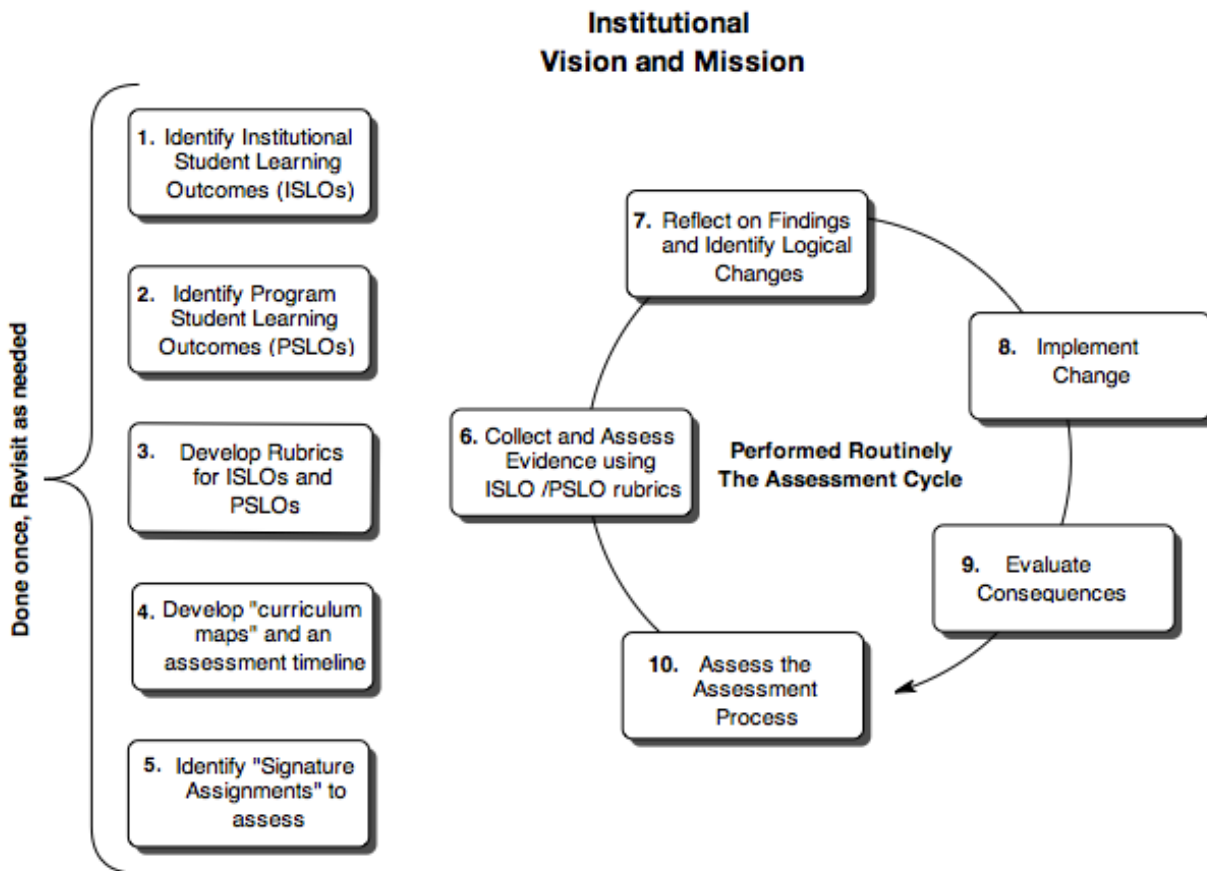 Institutional
Vision and Mission
Done once, Revisit as needed
1. Identify Institutional
Student Learning
Outcomes (ISLOs)
2. Identify Program
Student Learning
Outcomes (PSLOs)
3. Develop Rubrics
for ISLOs and
PSLOs
4. Develop "curriculum
maps" and an
assessment timeline
5. Identify "Signature
Assignments" to
assess
6. Collect and Assess
Evidence using
ISLO /PSLO rubrics
7. Reflect on Findings
and Identify Logical
Changes
8. Implement
Change
9. Evaluate
Consequences
10. Assess the
Assessment
Process
Performed Routinely
The Assessment Cycle